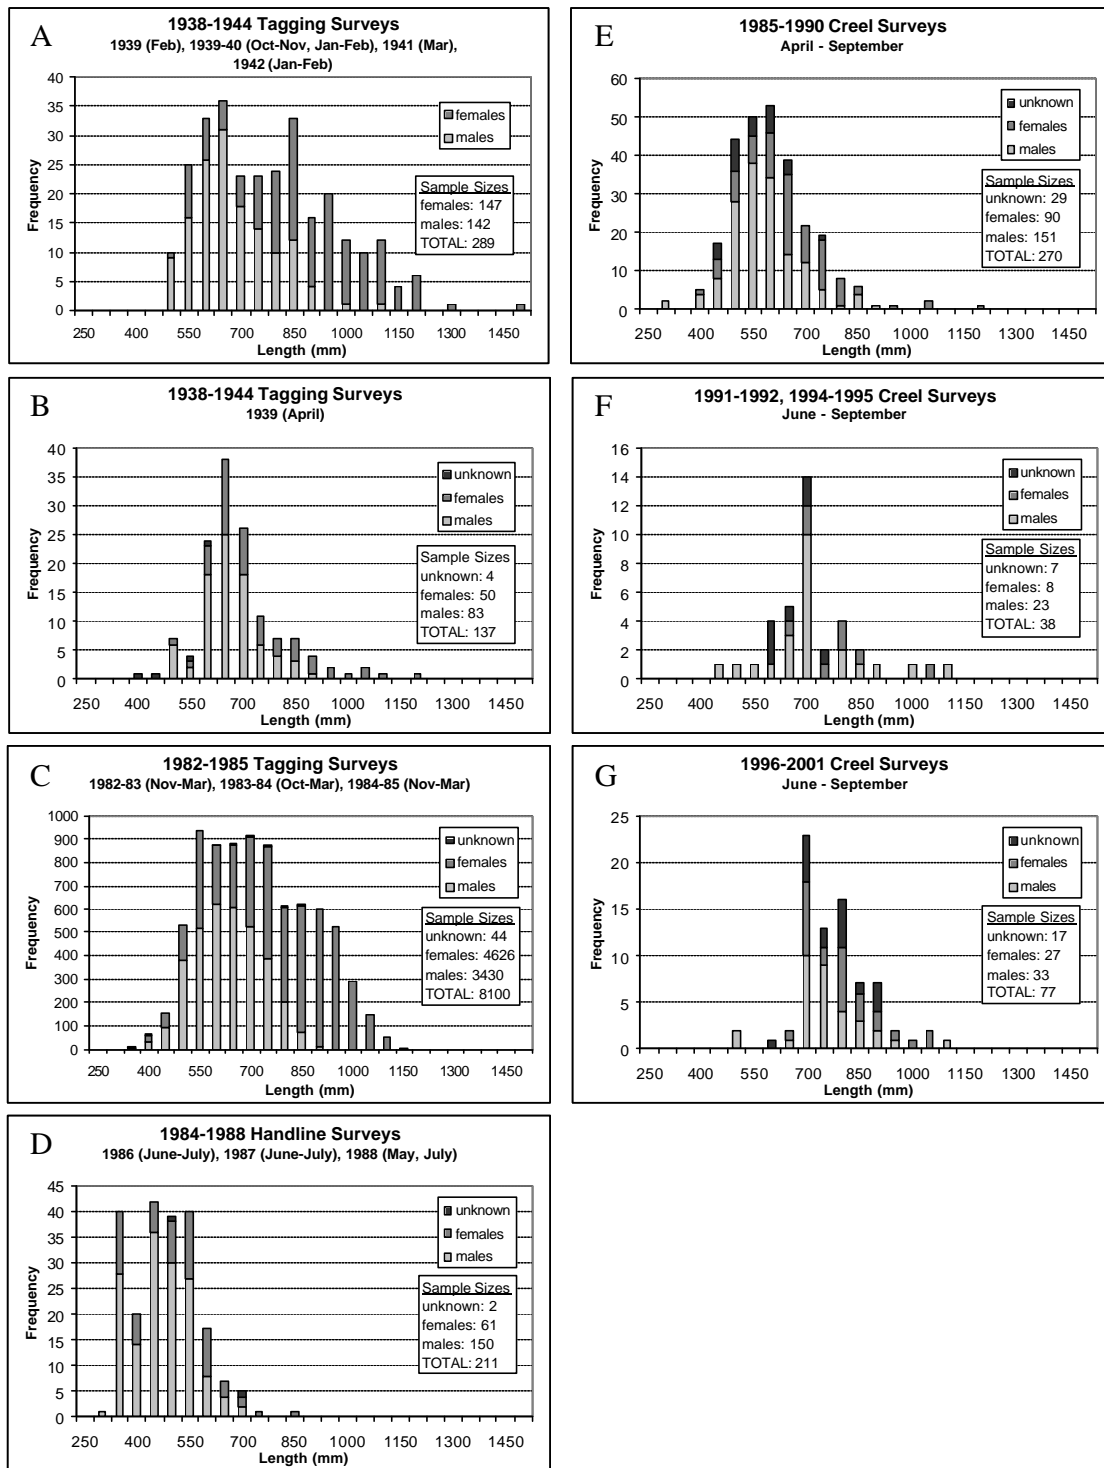 A
1938-1944 Tagging Surveys
1939 (Feb), 1939-40 (Oct-Nov, Jan-Feb), 1941 (Mar),
1942 (Jan-Feb)
40
35
30
25
20
15
10
5
0
Frequency
females
males
Sample Sizes
females: 147
males: 142
TOTAL: 289
250 400 550 700 850 1000 1150 1300 1450
Length (mm)
B
1938-1944 Tagging Surveys
1939 (April)
40
35
30
25
20
15
10
5
0
Frequency
unknown
females
males
Sample Sizes
unknown: 4
females: 50
males: 83
TOTAL: 137
250 400 550 700 850 1000 1150 1300 1450
Length (mm)
C
1982-1985 Tagging Surveys
1982-83 (Nov-Mar), 1983-84 (Oct-Mar), 1984-85 (Nov-Mar)
1000
900
800
700
600
500
400
300
200
100
0
Frequency
unknown
females
males
Sample Sizes
unknown: 44
females: 4626
males: 3430
TOTAL: 8100
250 400 550 700 850 1000 1150 1300 1450
Length (mm)
D
1984-1988 Handline Surveys
1986 (June-July), 1987 (June-July), 1988 (May, July)
45
40
35
30
25
20
15
10
5
0
Frequency
unknown
females
males
Sample Sizes
unknown: 2
females: 61
males: 150
TOTAL: 211
250 400 550 700 850 1000 1150 1300 1450
Length (mm)
E
1985-1990 Creel Surveys
April - September
60
50
40
30
20
10
0
Frequency
unknown
females
males
Sample Sizes
unknown: 29
females: 90
males: 151
TOTAL: 270
250 400 550 700 850 1000 1150 1300 1450
Length (mm)
F
1991-1992, 1994-1995 Creel Surveys
June - September
16
14
12
10
8
6
4
2
0
Frequency
unknown
females
males
Sample Sizes
unknown: 7
females: 8
males: 23
TOTAL: 38
250 400 550 700 850 1000 1150 1300 1450
Length (mm)
G
1996-2001 Creel Surveys
June - September
25
20
15
10
5
0
Frequency
unknown
females
males
Sample Sizes
unknown: 17
females: 27
males: 33
TOTAL: 77
250 400 550 700 850 1000 1150 1300 1450
Length (mm)